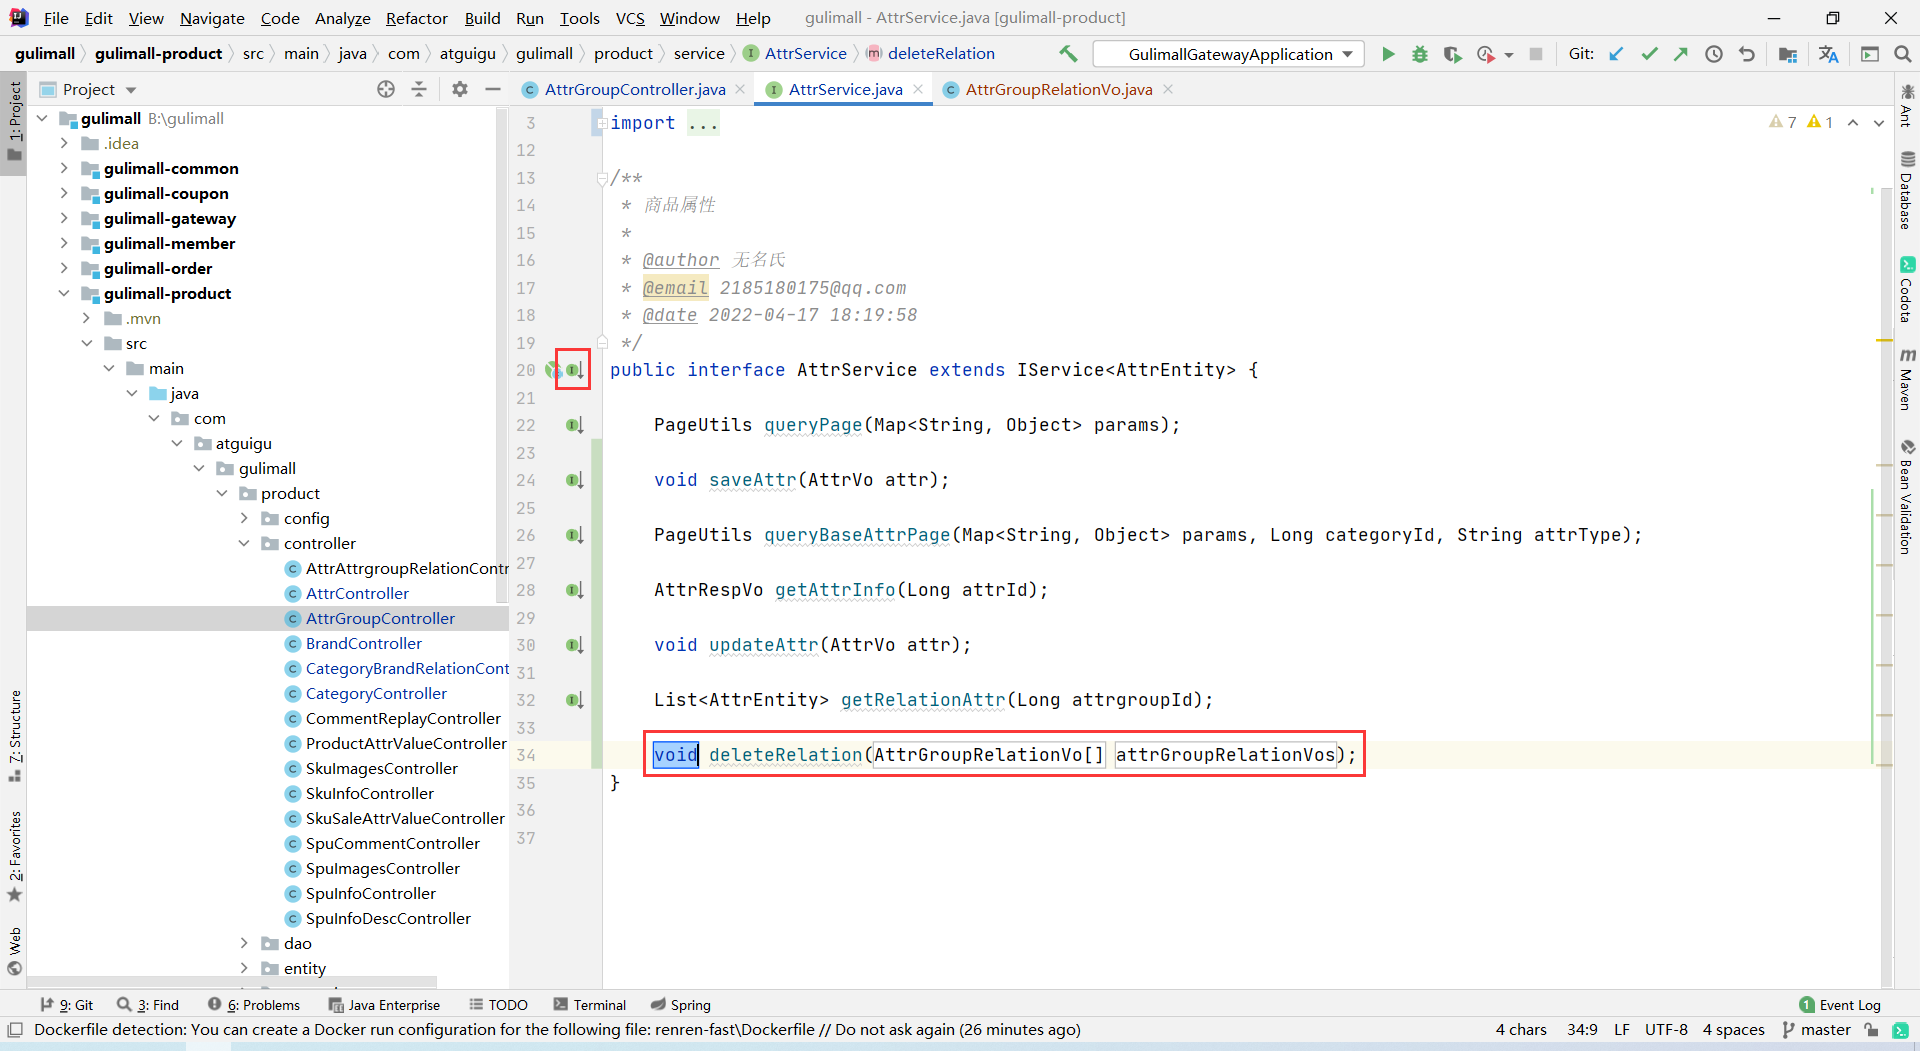 File Edit View Navigate Code Analyze Refactor Build Run Tools VCS Window Help gulimall - AttrService.java [gulimall-product]
gulimall gulimall-product src main java com atguigu gulimall product service AttrService deleteRelation GulimallGatewayApplication Git:
1: Project
Project
AttrGroupController.java AttrService.java AttrGroupRelationVo.java
gulimall B:\gulimall
.idea
gulimall-common
gulimall-coupon
gulimall-gateway
gulimall-member
gulimall-order
gulimall-product
.mvn
src
main
java
com
atguigu
gulimall
product
config
controller
AttrAttrgroupRelationContr
AttrController
AttrGroupController
BrandController
CategoryBrandRelationCont
CategoryController
CommentReplayController
ProductAttrValueController
SkuImagesController
SkuInfoController
SkuSaleAttrValueController
SpuCommentController
SpuImagesController
SpuInfoController
SpuInfoDescController
dao
entity
7: Structure
2: Favorites
Web
7 1
3 import ...
12
13 /**
14 * 商品属性
15 *
16 * @author 无名氏
17 * @email 2185180175@qq.com
18 * @date 2022-04-17 18:19:58
19 */
20 public interface AttrService extends IService<AttrEntity> {
21
22 PageUtils queryPage(Map<String, Object> params);
23
24 void saveAttr(AttrVo attr);
25
26 PageUtils queryBaseAttrPage(Map<String, Object> params, Long categoryId, String attrType);
27
28 AttrRespVo getAttrInfo(Long attrId);
29
30 void updateAttr(AttrVo attr);
31
32 List<AttrEntity> getRelationAttr(Long attrgroupId);
33
34 void deleteRelation(AttrGroupRelationVo[] attrGroupRelationVos);
35 }
36
37
Ant
Database
Codota
Maven
Bean Validation
9: Git 3: Find 6: Problems Java Enterprise TODO Terminal Spring 1 Event Log
Dockerfile detection: You can create a Docker run configuration for the following file: renren-fast\Dockerfile // Do not ask again (26 minutes ago) 4 chars 34:9 LF UTF-8 4 spaces master